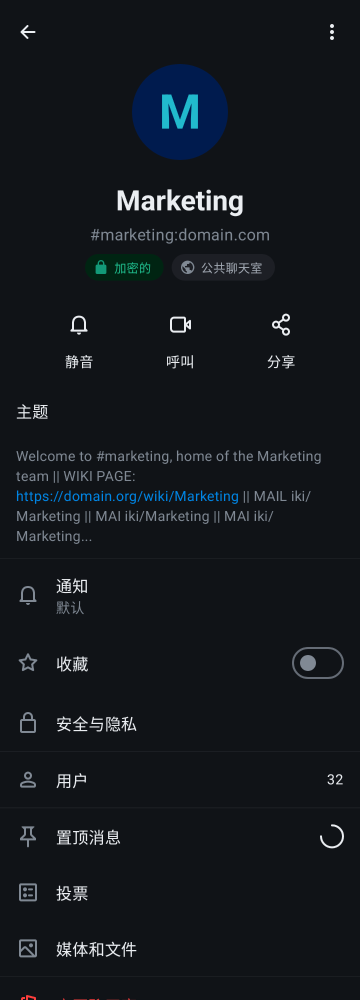 M
Marketing
#marketing:domain.com
加密的 公共聊天室
静音 呼叫 分享
主题
Welcome to #marketing, home of the Marketing
team || WIKI PAGE:
https://domain.org/wiki/Marketing || MAIL iki/
Marketing || MAI iki/Marketing || MAI iki/
Marketing...
通知
默认
收藏
安全与隐私
用户 32
置顶消息
投票
媒体和文件